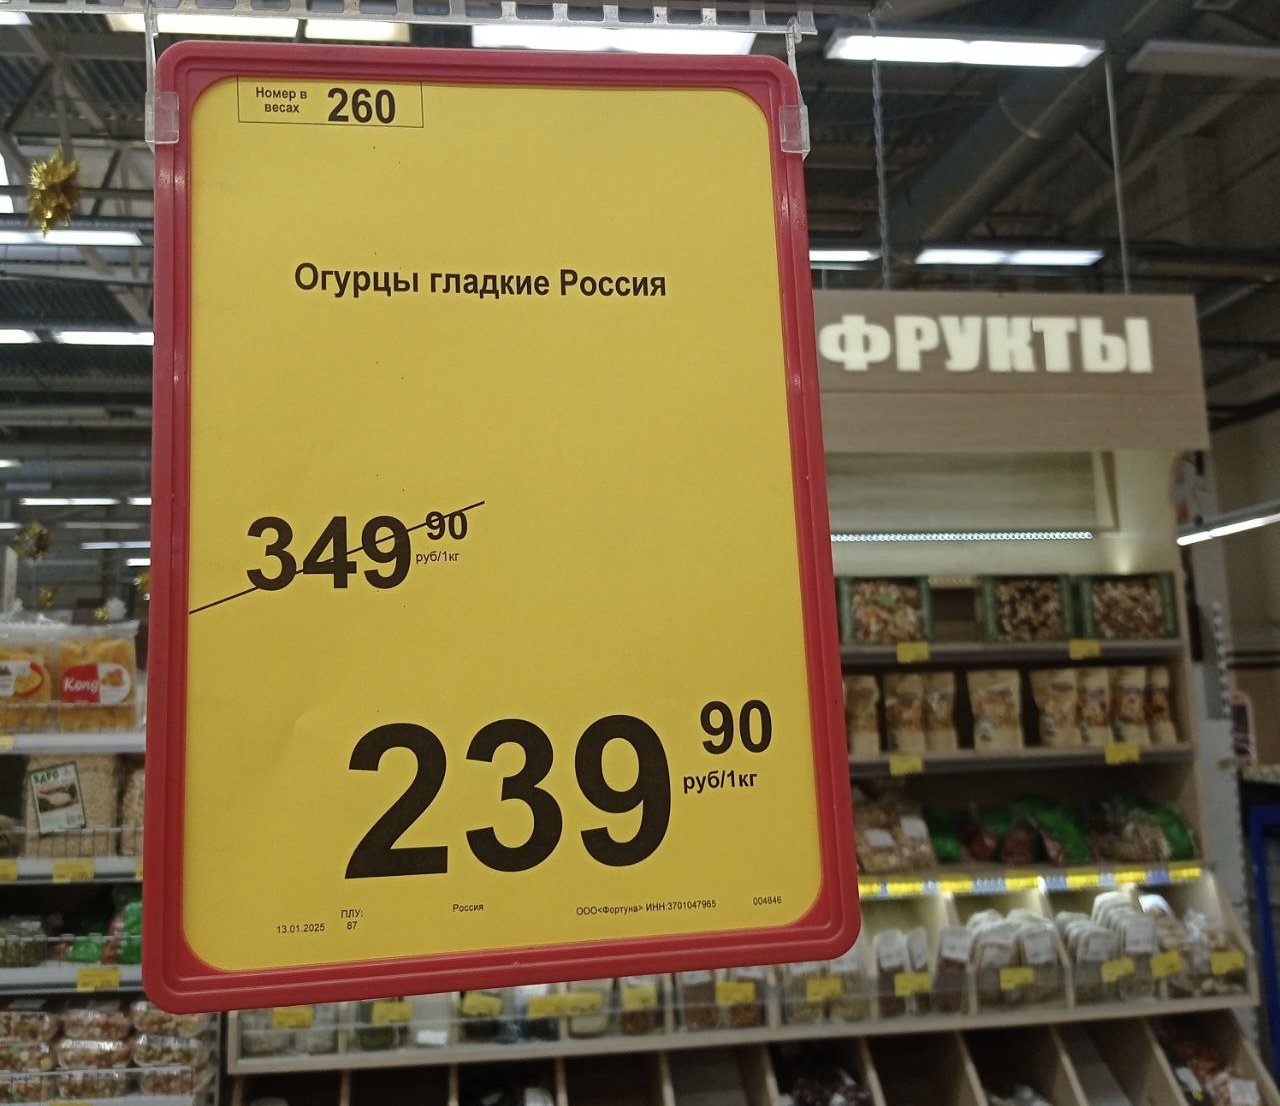 Номер в
весах
260
Огурцы гладкие Россия
349 90
руб/1кг
239 90
руб/1кг
13.01.2025
ПЛУ:
87
Россия
ООО<Фортуна> ИНН:3701047965
004846
ФРУКТЫ
Kong